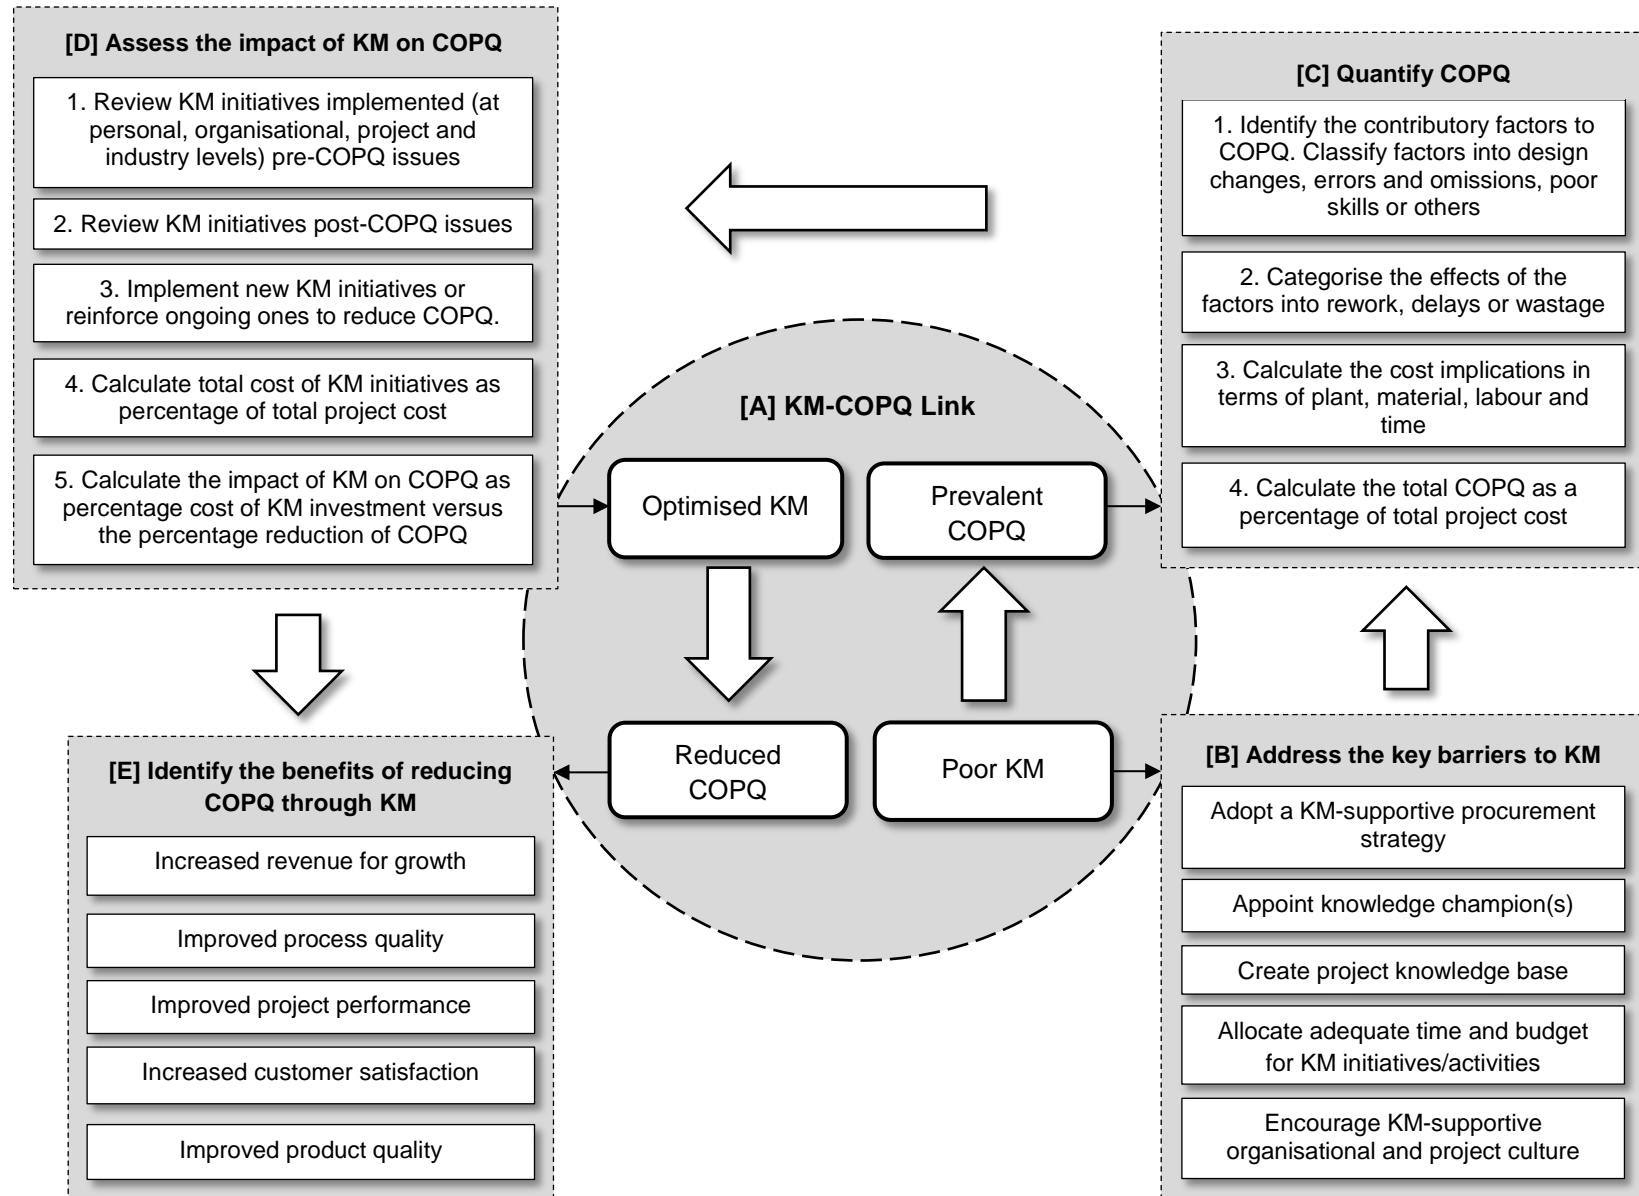 [D] Assess the impact of KM on COPQ
1. Review KM initiatives implemented (at
personal, organisational, project and
industry levels) pre-COPQ issues
2. Review KM initiatives post-COPQ issues
3. Implement new KM initiatives or
reinforce ongoing ones to reduce COPQ.
4. Calculate total cost of KM initiatives as
percentage of total project cost
5. Calculate the impact of KM on COPQ as
percentage cost of KM investment versus
the percentage reduction of COPQ
[C] Quantify COPQ
1. Identify the contributory factors to
COPQ. Classify factors into design
changes, errors and omissions, poor
skills or others
2. Categorise the effects of the
factors into rework, delays or wastage
3. Calculate the cost implications in
terms of plant, material, labour and
time
4. Calculate the total COPQ as a
percentage of total project cost
[A] KM-COPQ Link
Optimised KM
Prevalent
COPQ
Reduced
COPQ
Poor KM
[E] Identify the benefits of reducing
COPQ through KM
Increased revenue for growth
Improved process quality
Improved project performance
Increased customer satisfaction
Improved product quality
[B] Address the key barriers to KM
Adopt a KM-supportive procurement
strategy
Appoint knowledge champion(s)
Create project knowledge base
Allocate adequate time and budget
for KM initiatives/activities
Encourage KM-supportive
organisational and project culture